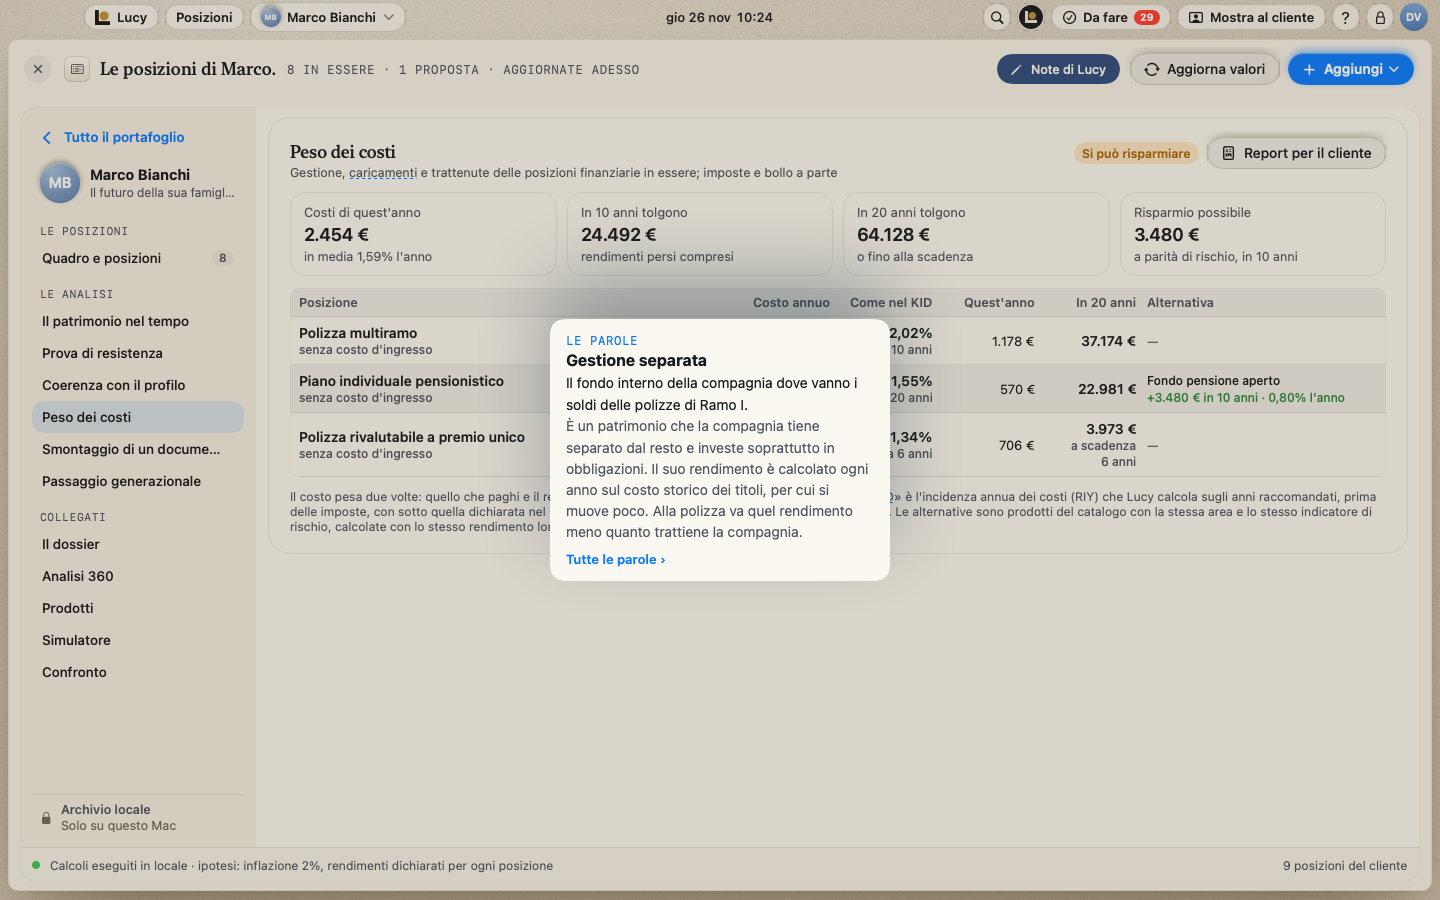 Lucy
Posizioni
MB Marco Bianchi
gio 26 nov 10:24
Da fare 29
Mostra al cliente
?
DV
Le posizioni di Marco.
8 IN ESSERE · 1 PROPOSTA · AGGIORNATE ADESSO
Note di Lucy
Aggiorna valori
Aggiungi
Tutto il portafoglio
MB
Marco Bianchi
Il futuro della sua famigl...
LE POSIZIONI
Quadro e posizioni 8
LE ANALISI
Il patrimonio nel tempo
Prova di resistenza
Coerenza con il profilo
Peso dei costi
Smontaggio di un docume...
Passaggio generazionale
COLLEGATI
Il dossier
Analisi 360
Prodotti
Simulatore
Confronto
Archivio locale
Solo su questo Mac
Peso dei costi
Gestione, caricamenti e trattenute delle posizioni finanziarie in essere; imposte e bollo a parte
Si può risparmiare
Report per il cliente
Costi di quest'anno
2.454 €
in media 1,59% l'anno
In 10 anni tolgono
24.492 €
rendimenti persi compresi
In 20 anni tolgono
64.128 €
o fino alla scadenza
Risparmio possibile
3.480 €
a parità di rischio, in 10 anni
Posizione Costo annuo Come nel KID Quest'anno In 20 anni Alternativa
Polizza multiramo
senza costo d'ingresso
2,02%
10 anni
1.178 €
37.174 €
—
Piano individuale pensionistico
senza costo d'ingresso
1,55%
20 anni
570 €
22.981 €
Fondo pensione aperto
+3.480 € in 10 anni · 0,80% l'anno
Polizza rivalutabile a premio unico
senza costo d'ingresso
1,34%
a 6 anni
706 €
3.973 €
a scadenza
6 anni
—
Il costo pesa due volte: quello che paghi e il re
» è l'incidenza annua dei costi (RIY) che Lucy calcola sugli anni raccomandati, prima
delle imposte, con sotto quella dichiarata nel
. Le alternative sono prodotti del catalogo con la stessa area e lo stesso indicatore di
rischio, calcolate con lo stesso rendimento lor
LE PAROLE
Gestione separata
Il fondo interno della compagnia dove vanno i
soldi delle polizze di Ramo I.
È un patrimonio che la compagnia tiene
separato dal resto e investe soprattutto in
obbligazioni. Il suo rendimento è calcolato ogni
anno sul costo storico dei titoli, per cui si
muove poco. Alla polizza va quel rendimento
meno quanto trattiene la compagnia.
Tutte le parole ›
Calcoli eseguiti in locale · ipotesi: inflazione 2%, rendimenti dichiarati per ogni posizione
9 posizioni del cliente